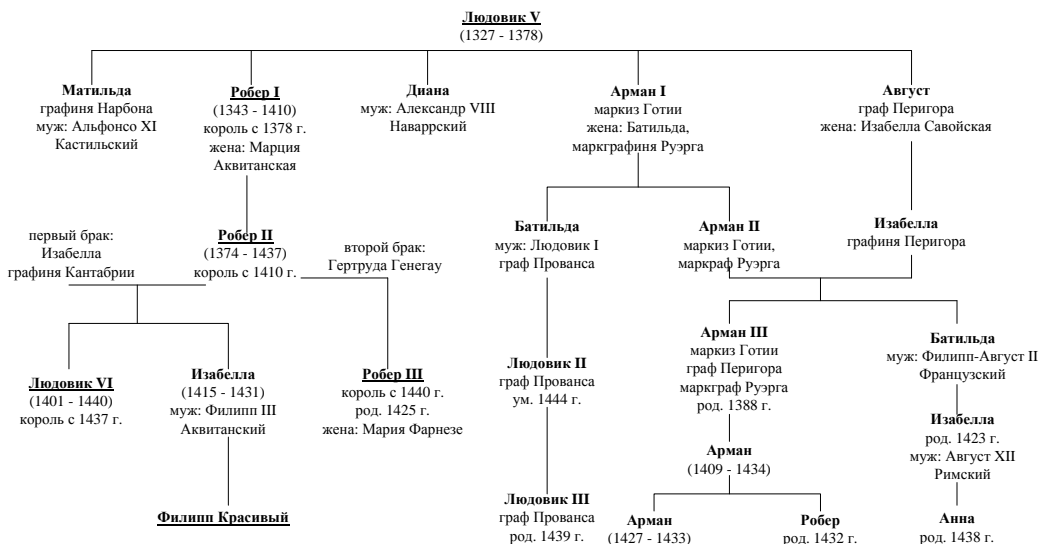 Людовик V
(1327 - 1378)
Матильда
графиня Нарбона
муж: Альфонсо XI
Кастильский
Робер I
(1343 - 1410)
король с 1378 г.
жена: Марция
Аквитанская
Диана
муж: Александр VIII
Наваррский
Арман I
маркиз Готии
жена: Батильда,
маркграфиня Руэрга
Август
граф Перигора
жена: Изабелла Савойская
первый брак:
Изабелла
графиня Кантабрии
Робер II
(1374 - 1437)
король с 1410 г.
второй брак:
Гертруда Генегау
Батильда
муж: Людовик I
граф Прованса
Арман II
маркиз Готии,
маркраф Руэрга
Изабелла
графиня Перигора
Людовик VI
(1401 - 1440)
король с 1437 г.
Изабелла
(1415 - 1431)
муж: Филипп III
Аквитанский
Робер III
король с 1440 г.
род. 1425 г.
жена: Мария Фарнезе
Людовик II
граф Прованса
ум. 1444 г.
Арман III
маркиз Готии
граф Перигора
маркграф Руэрга
род. 1388 г.
Батильда
муж: Филипп-Август II
Французский
Изабелла
род. 1423 г.
муж: Август XII
Римский
Арман
(1409 - 1434)
Филипп Красивый
Людовик III
граф Прованса
род. 1439 г.
Арман
(1427 - 1433)
Робер
род. 1432 г.
Анна
род. 1438 г.